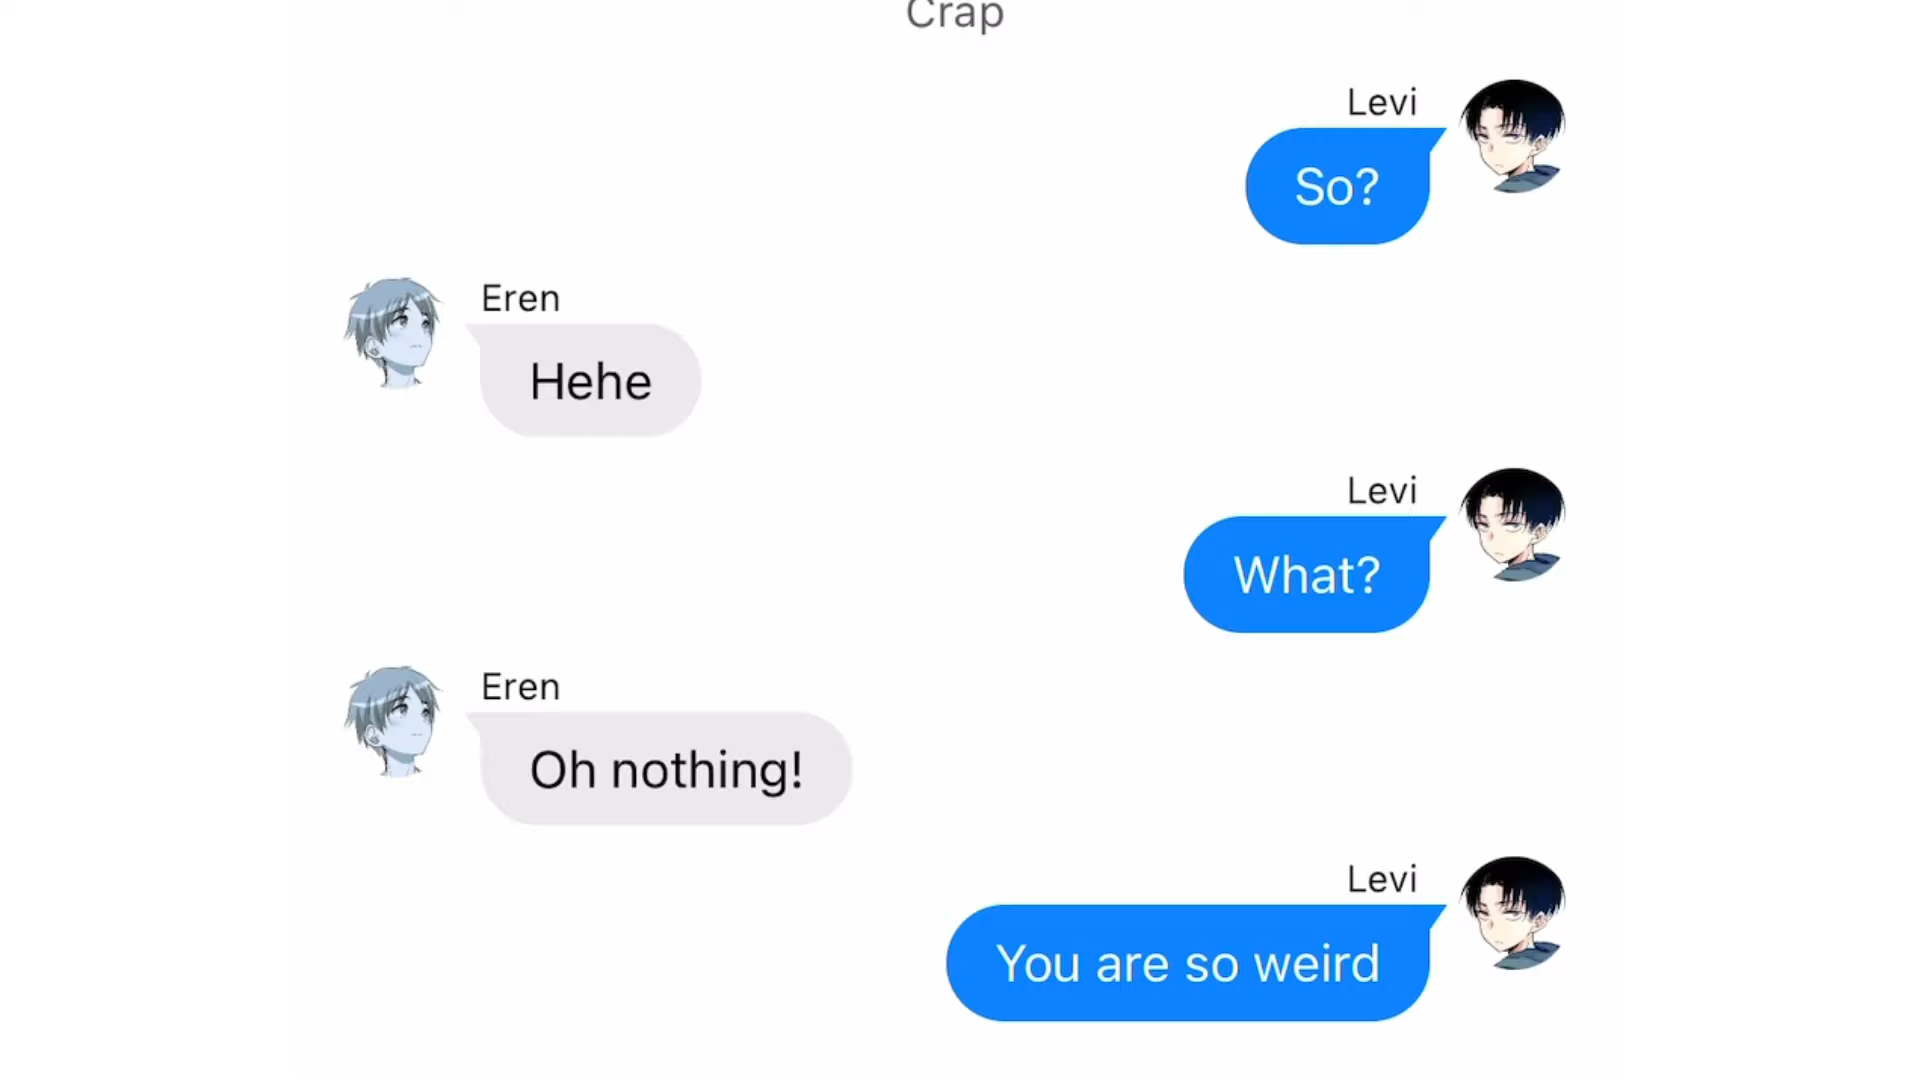 Crap
Levi
So?
Eren
Hehe
Levi
What?
Eren
Oh nothing!
Levi
You are so weird